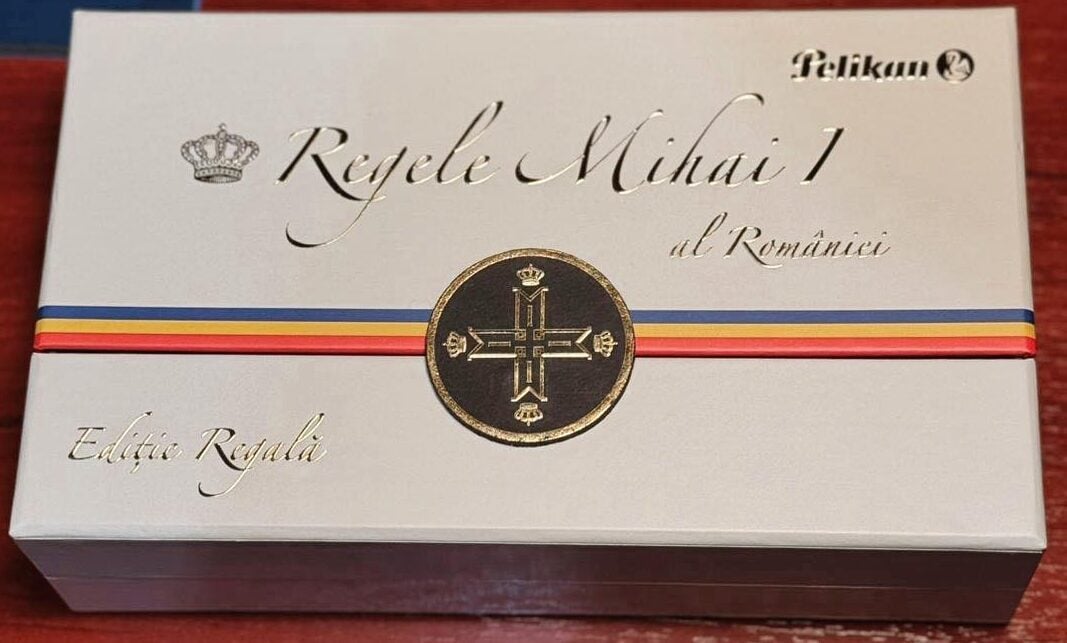 Pelikan
Regele Mihai I
al României
Ediție Regală